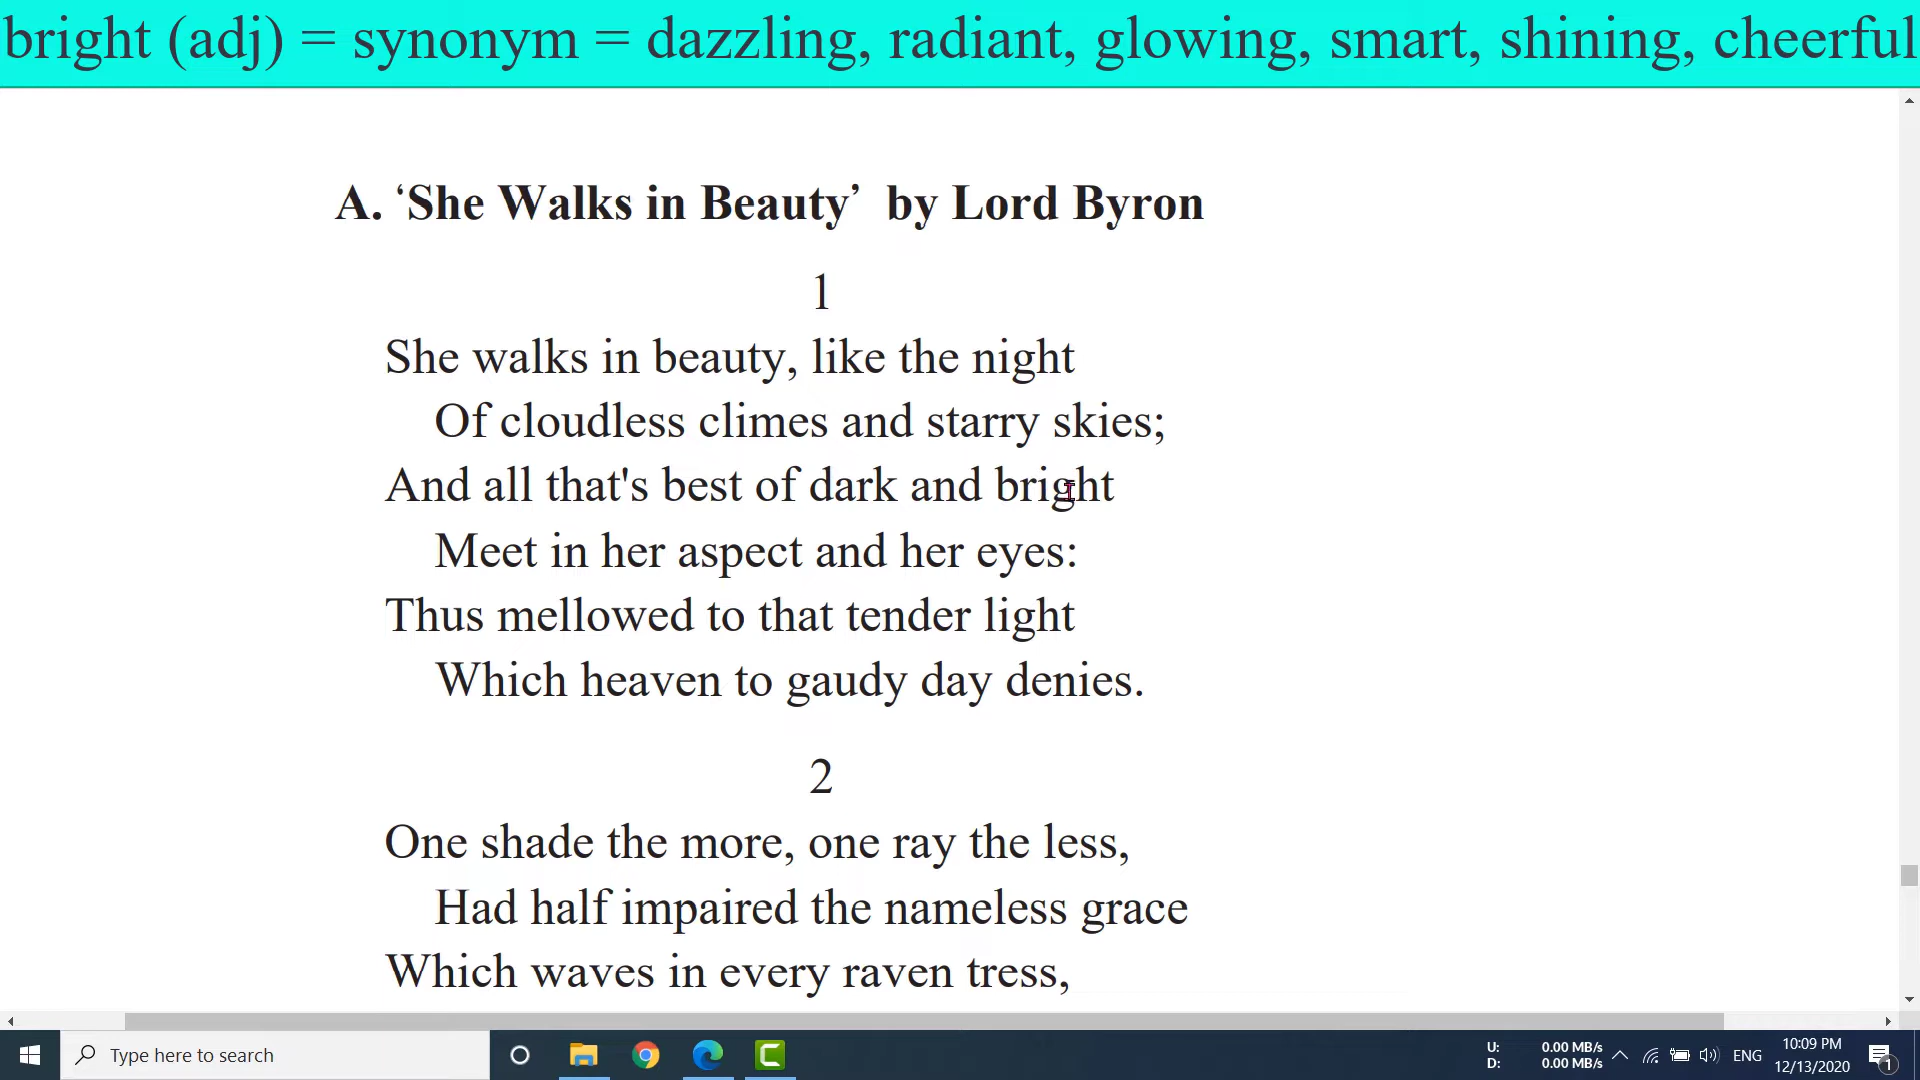 bright (adj) = synonym = dazzling, radiant, glowing, smart, shining, cheerful
A. ‘She Walks in Beauty’ by Lord Byron
1
She walks in beauty, like the night
Of cloudless climes and starry skies;
And all that's best of dark and bright
Meet in her aspect and her eyes:
Thus mellowed to that tender light
Which heaven to gaudy day denies.
2
One shade the more, one ray the less,
Had half impaired the nameless grace
Which waves in every raven tress,
Type here to search
U: 0.00 MB/s
D: 0.00 MB/s
ENG
10:09 PM
12/13/2020
1